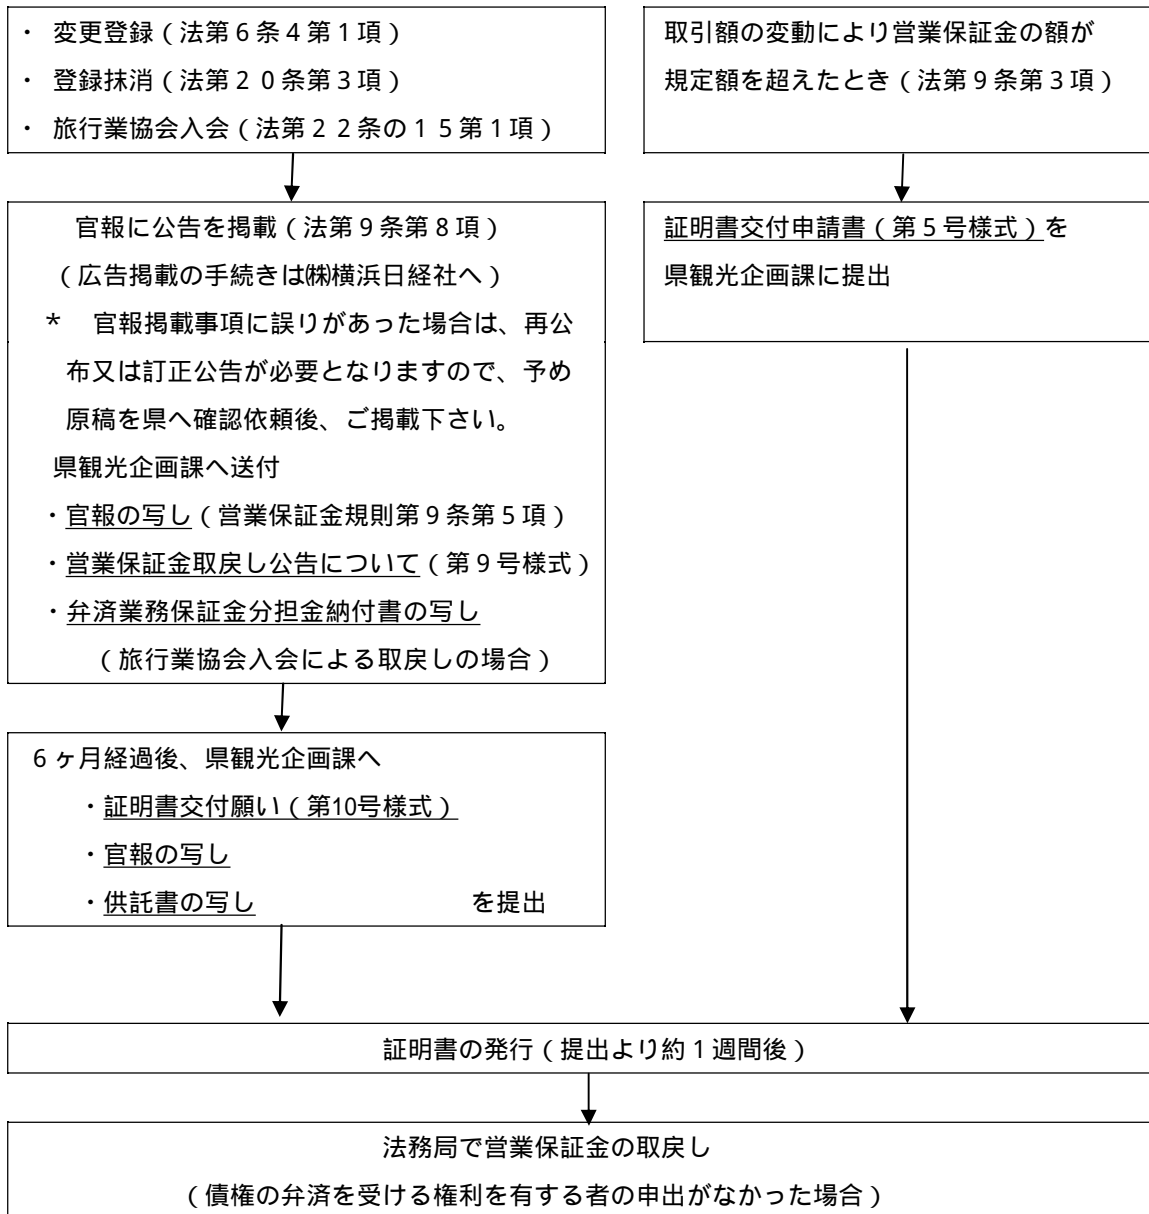 ・ 変更登録（法第６条４第１項）
・ 登録抹消（法第２０条第３項）
・ 旅行業協会入会（法第２２条の１５第１項）
取引額の変動により営業保証金の額が
規定額を超えたとき（法第９条第３項）
官報に公告を掲載（法第９条第８項）
（広告掲載の手続きは㈱横浜日経社へ）
＊　官報掲載事項に誤りがあった場合は、再公
布又は訂正公告が必要となりますので、予め
原稿を県へ確認依頼後、ご掲載下さい。
県観光企画課へ送付
・官報の写し（営業保証金規則第９条第５項）
・営業保証金取戻し公告について（第９号様式）
・弁済業務保証金分担金納付書の写し
（旅行業協会入会による取戻しの場合）
証明書交付申請書（第５号様式）を
県観光企画課に提出
６ヶ月経過後、県観光企画課へ
・証明書交付願い（第10号様式）
・官報の写し
・供託書の写し　　　　　　　　を提出
証明書の発行（提出より約１週間後）
法務局で営業保証金の取戻し
（債権の弁済を受ける権利を有する者の申出がなかった場合）